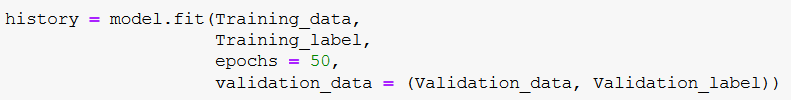 history = model.fit(Training_data,
Training_label,
epochs = 50,
validation_data = (Validation_data, Validation_label))